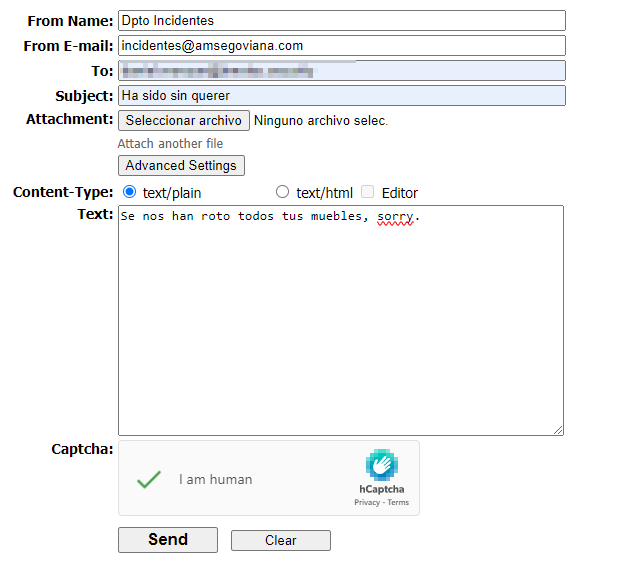 From Name: Dpto Incidentes
From E-mail: incidentes@amsegoviana.com
To:
Subject: Ha sido sin querer
Attachment: Seleccionar archivo Ninguno archivo selec.
Attach another file
Advanced Settings
Content-Type: text/plain text/html Editor
Text: Se nos han roto todos tus muebles, sorry.
Captcha: I am human
hCaptcha
Privacy - Terms
Send Clear